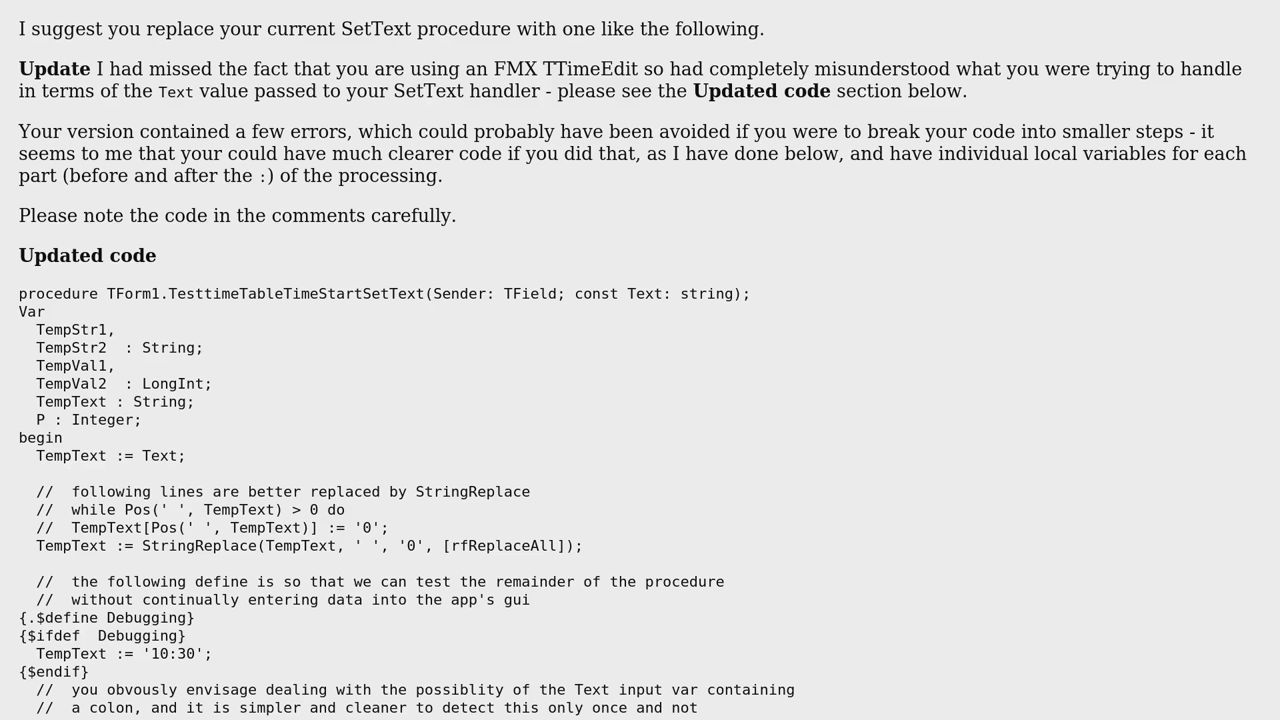 I suggest you replace your current SetText procedure with one like the following.
Update I had missed the fact that you are using an FMX TTimeEdit so had completely misunderstood what you were trying to handle
in terms of the Text value passed to your SetText handler - please see the Updated code section below.
Your version contained a few errors, which could probably have been avoided if you were to break your code into smaller steps - it
seems to me that your could have much clearer code if you did that, as I have done below, and have individual local variables for each
part (before and after the :) of the processing.
Please note the code in the comments carefully.
Updated code
procedure TForm1.TesttimeTableTimeStartSetText(Sender: TField; const Text: string);
Var
  TempStr1,
  TempStr2  : String;
  TempVal1,
  TempVal2  : LongInt;
  TempText : String;
  P : Integer;
begin
  TempText := Text;
  //  following lines are better replaced by StringReplace
  //  while Pos(' ', TempText) > 0 do
  //  TempText[Pos(' ', TempText)] := '0';
  TempText := StringReplace(TempText, ' ', '0', [rfReplaceAll]);
  //  the following define is so that we can test the remainder of the procedure
  //  without continually entering data into the app's gui
{.$define Debugging}
{$ifdef  Debugging}
  TempText := '10:30';
{$endif}
  //  you obvously envisage dealing with the possiblity of the Text input var containing
  //  a colon, and it is simpler and cleaner to detect this only once and not